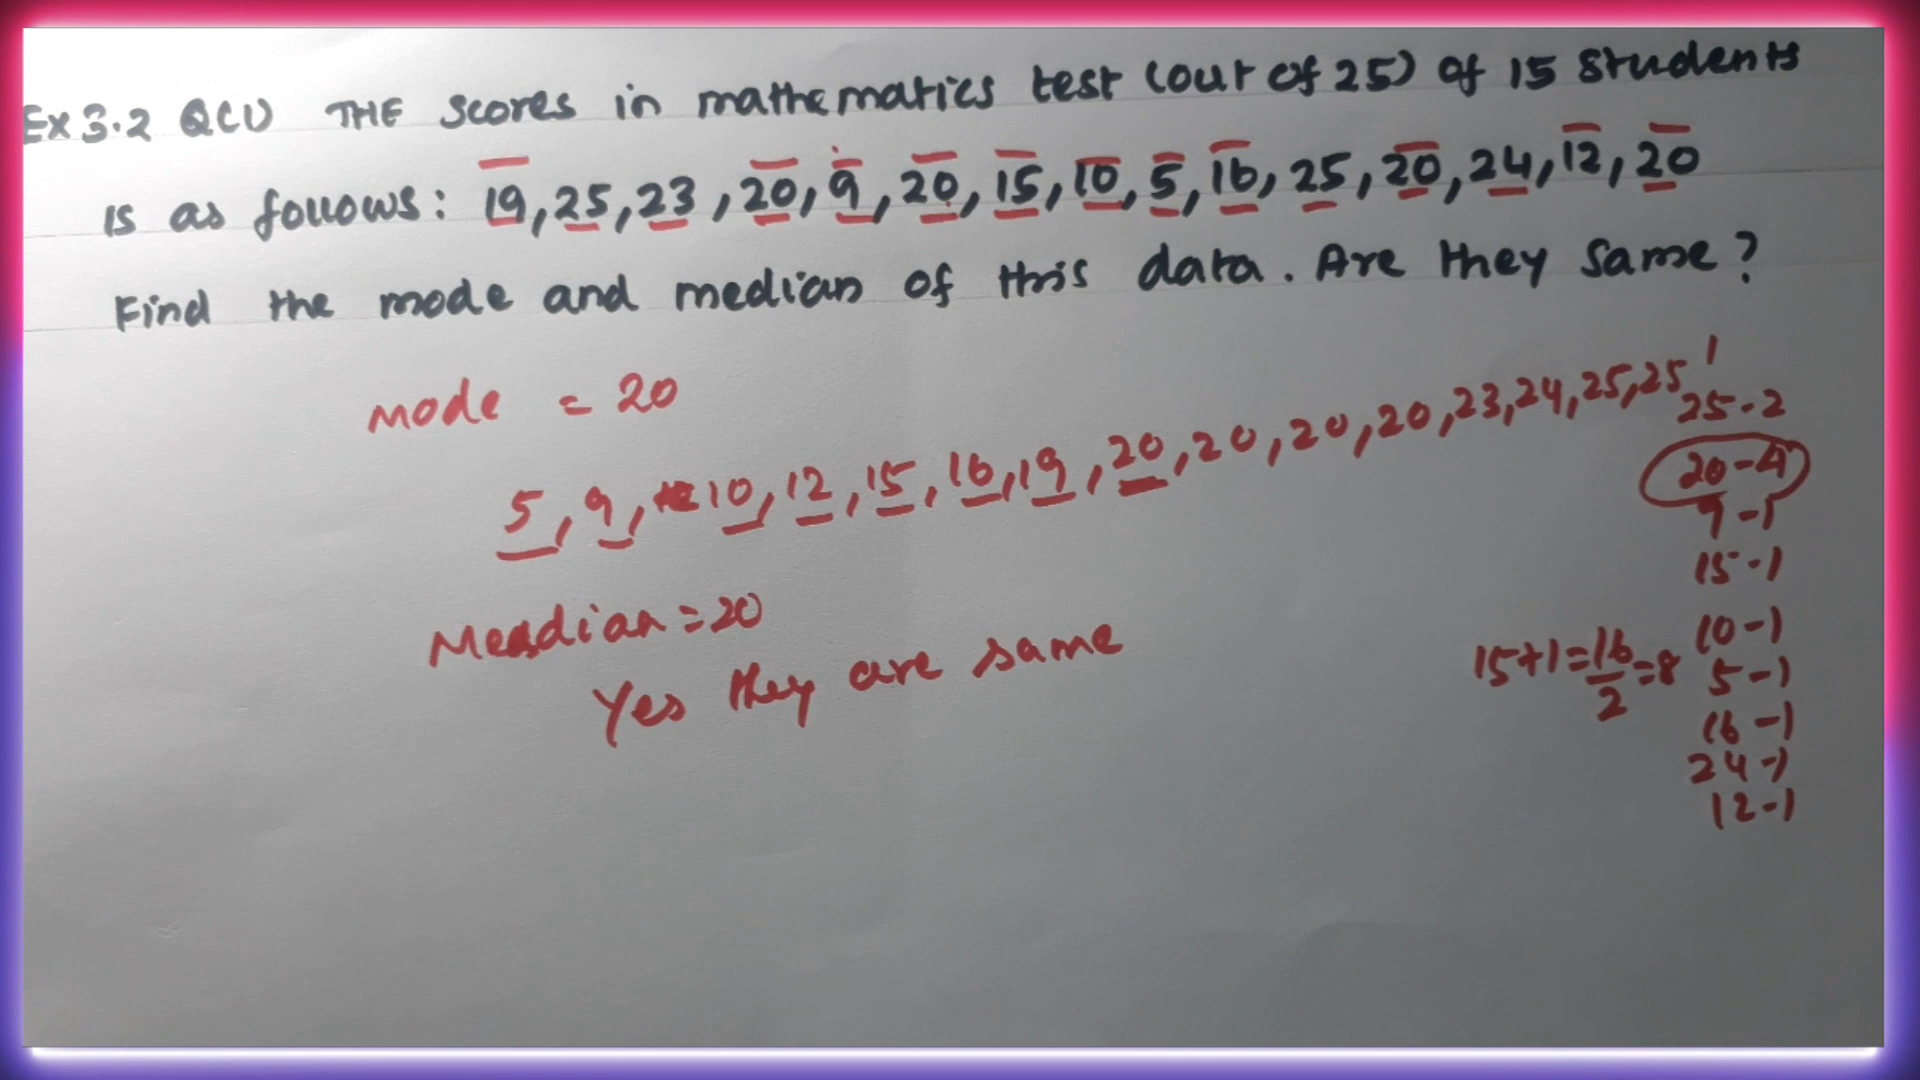 Ex 3.2 Q(1) THE scores in mathematics test (out of 25) of 15 students
is as follows: 19, 25, 23, 20, 9, 20, 15, 10, 5, 16, 25, 20, 24, 12, 20
Find the mode and median of this data. Are they same?
mode = 20
5, 9, 10, 12, 15, 16, 19, 20, 20, 20, 20, 23, 24, 25, 25
Median = 20
Yes they are same
1
25 - 2
20 - 4
9 - 1
15 - 1
15+1 = 16/2 = 8
10 - 1
5 - 1
16 - 1
24 - 1
12 - 1